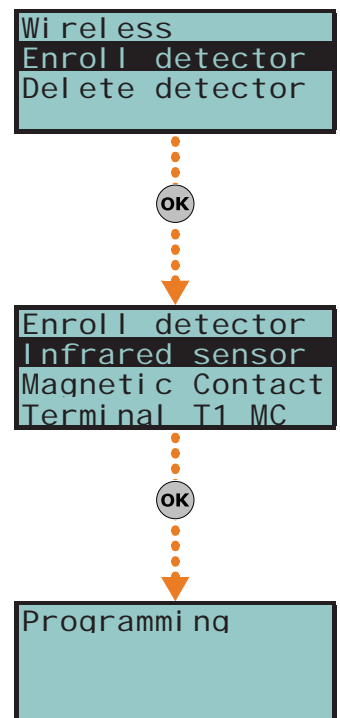 Wireless
Enroll detector
Delete detector
OK
Enroll detector
Infrared sensor
Magnetic Contact
Terminal T1 MC
OK
Programming